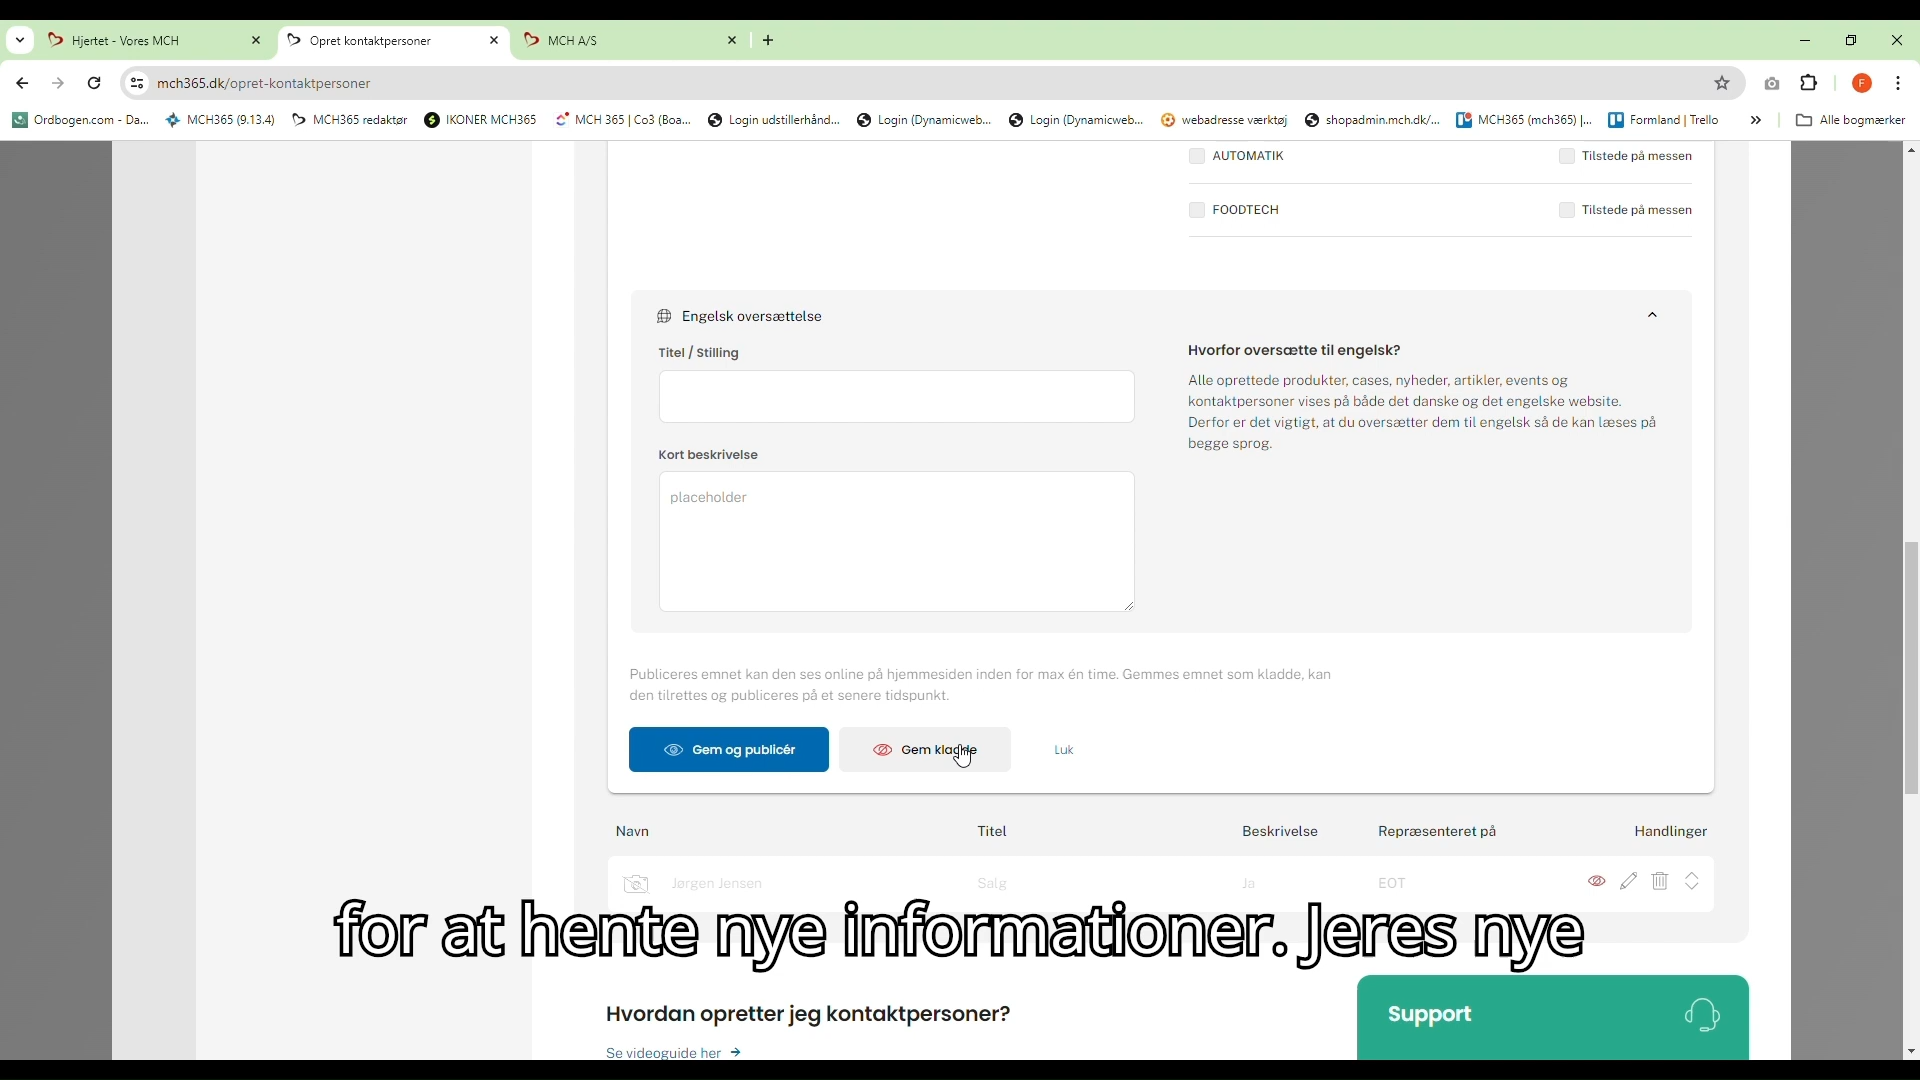 Hjertet - Vores MCH
Opret kontaktpersoner
MCH A/S
mch365.dk/opret-kontaktpersoner
F
Ordbogen.com - Da...
MCH365 (9.13.4)
MCH365 redaktør
IKONER MCH365
MCH 365 | Co3 (Boa...
Login udstillerhånd...
Login (Dynamicweb...
Login (Dynamicweb...
webadresse værktøj
shopadmin.mch.dk/...
MCH365 (mch365) |...
Formland | Trello
Alle bogmærker
AUTOMATIK
Tilstede på messen
FOODTECH
Tilstede på messen
Engelsk oversættelse
Titel / Stilling
Kort beskrivelse
placeholder
Hvorfor oversætte til engelsk?
Alle oprettede produkter, cases, nyheder, artikler, events og
kontaktpersoner vises på både det danske og det engelske website.
Derfor er det vigtigt, at du oversætter dem til engelsk så de kan læses på
begge sprog.
Publiceres emnet kan den ses online på hjemmesiden inden for max én time. Gemmes emnet som kladde, kan
den tilrettes og publiceres på et senere tidspunkt.
Gem og publicér
Gem kladde
Luk
Navn
Titel
Beskrivelse
Repræsenteret på
Handlinger
Jørgen Jensen
Salg
Ja
EOT
for at hente nye informationer. Jeres nye
Hvordan opretter jeg kontaktpersoner?
Se videoguide her
Support